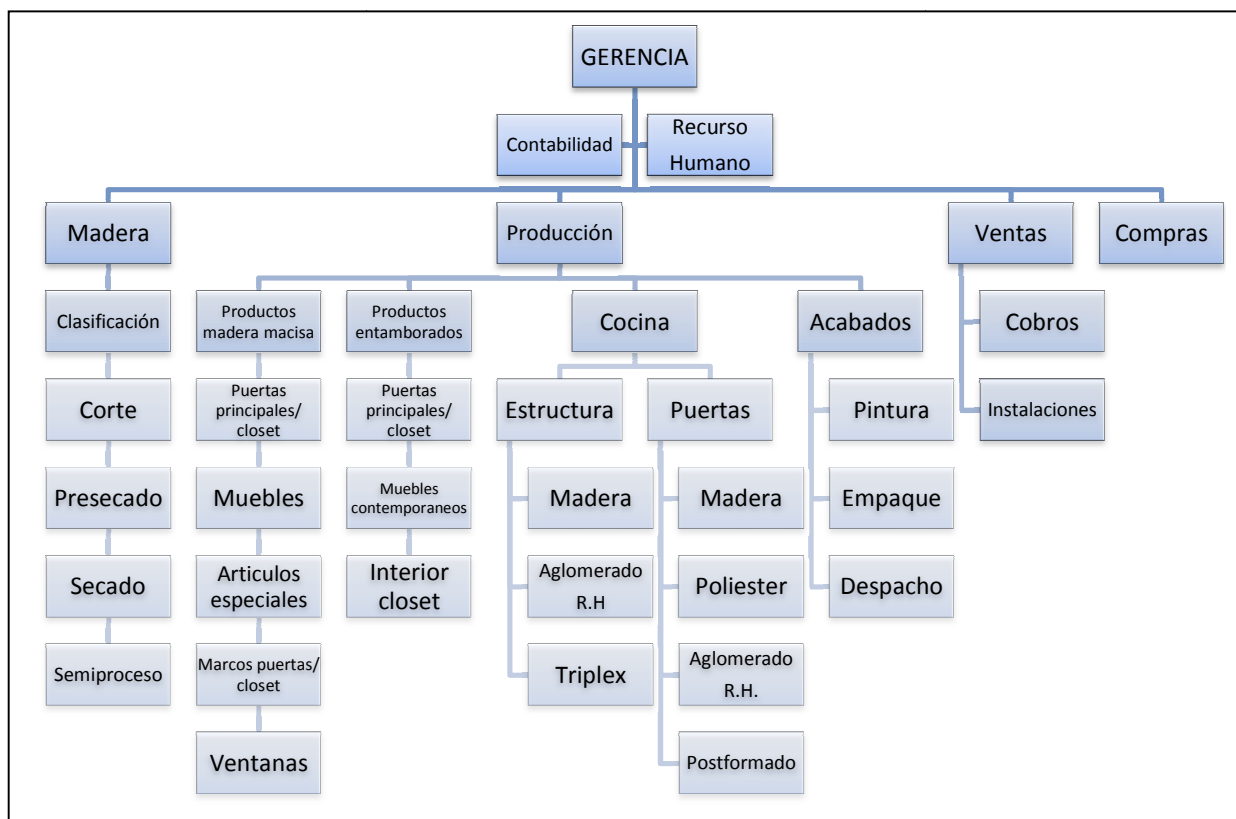 GERENCIA
Contabilidad
Recurso
Humano
Madera
Producción
Ventas
Compras
Clasificación
Productos
madera macisa
Productos
entamborados
Cocina
Acabados
Cobros
Corte
Puertas
principales/
closet
Puertas
principales/
closet
Estructura
Puertas
Pintura
Instalaciones
Presecado
Muebles
Muebles
contemporaneos
Madera
Madera
Empaque
Secado
Articulos
especiales
Interior
closet
Aglomerado
R.H
Poliester
Despacho
Semiproceso
Marcos puertas/
closet
Triplex
Aglomerado
R.H.
Ventanas
Postformado